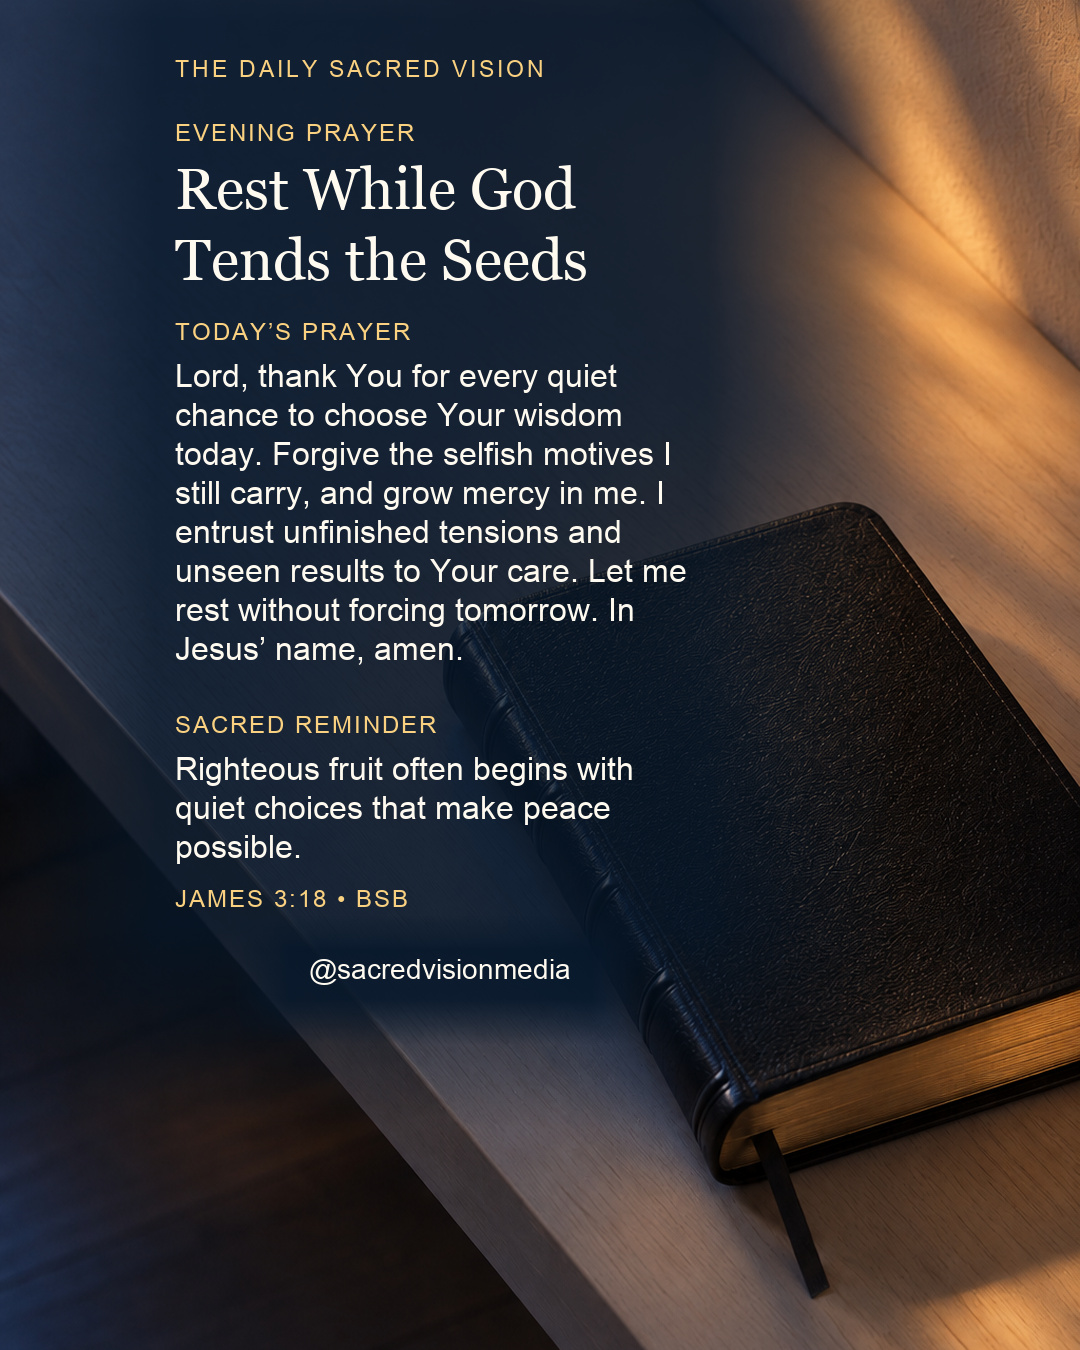 THE DAILY SACRED VISION
EVENING PRAYER
Rest While God
Tends the Seeds
TODAY’S PRAYER
Lord, thank You for every quiet
chance to choose Your wisdom
today. Forgive the selfish motives I
still carry, and grow mercy in me. I
entrust unfinished tensions and
unseen results to Your care. Let me
rest without forcing tomorrow. In
Jesus’ name, amen.
SACRED REMINDER
Righteous fruit often begins with
quiet choices that make peace
possible.
JAMES 3:18 • BSB
@sacredvisionmedia